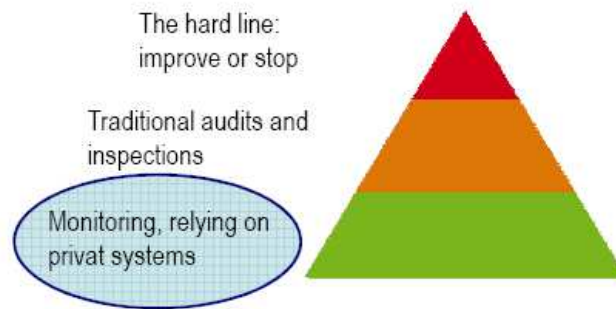 The hard line:
improve or stop
Traditional audits and
inspections
Monitoring, relying on
privat systems